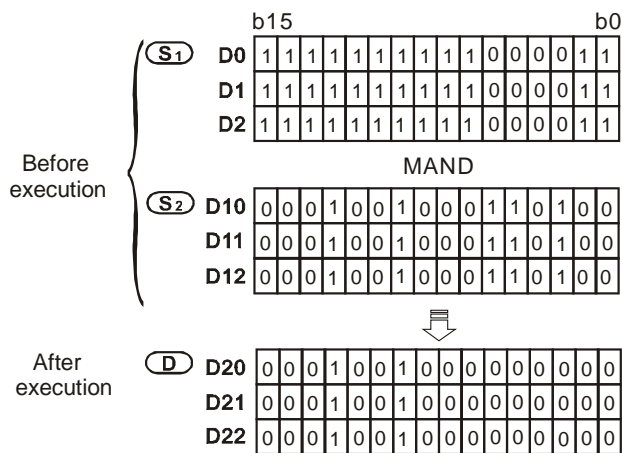 b15 b0
S1 D0 1 1 1 1 1 1 1 1 1 1 0 0 0 0 1 1
D1 1 1 1 1 1 1 1 1 1 1 0 0 0 0 1 1
D2 1 1 1 1 1 1 1 1 1 1 0 0 0 0 1 1
Before
execution
MAND
S2 D10 0 0 0 1 0 0 1 0 0 0 1 1 0 1 0 0
D11 0 0 0 1 0 0 1 0 0 0 1 1 0 1 0 0
D12 0 0 0 1 0 0 1 0 0 0 1 1 0 1 0 0
After
execution
D D20 0 0 0 1 0 0 1 0 0 0 0 0 0 0 0 0
D21 0 0 0 1 0 0 1 0 0 0 0 0 0 0 0 0
D22 0 0 0 1 0 0 1 0 0 0 0 0 0 0 0 0